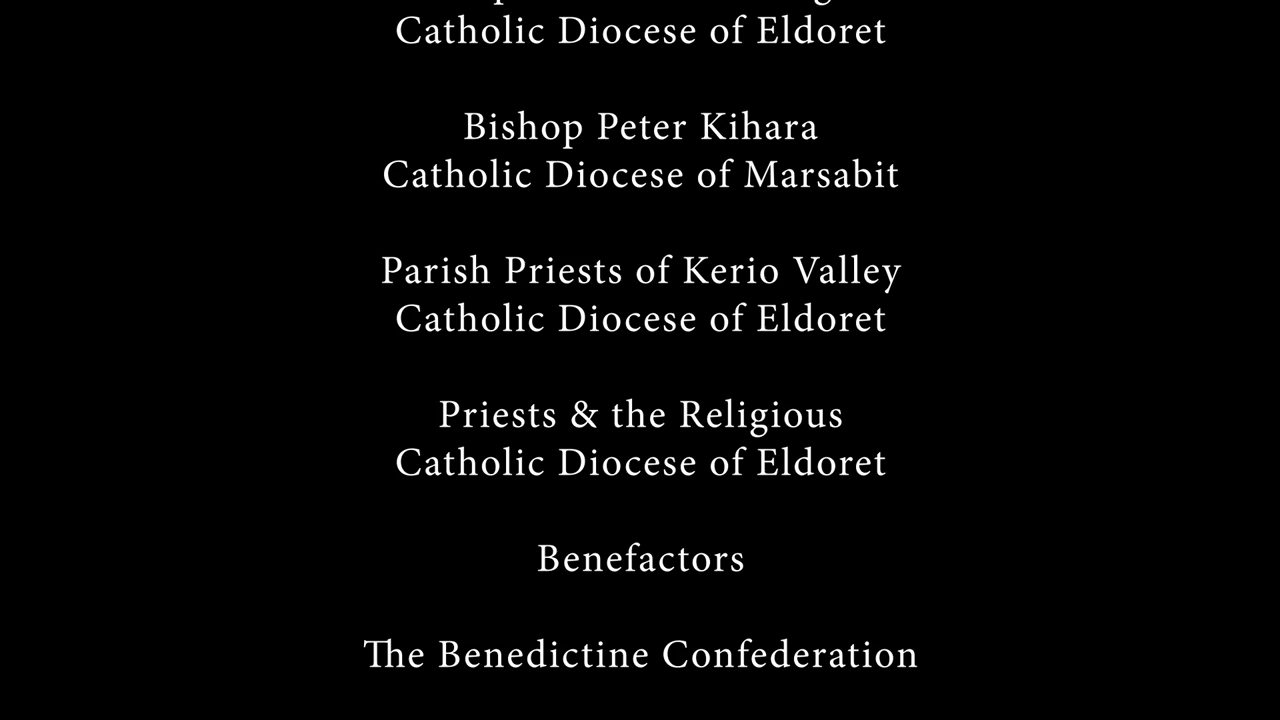 Catholic Diocese of Eldoret
Bishop Peter Kihara
Catholic Diocese of Marsabit
Parish Priests of Kerio Valley
Catholic Diocese of Eldoret
Priests & the Religious
Catholic Diocese of Eldoret
Benefactors
The Benedictine Confederation